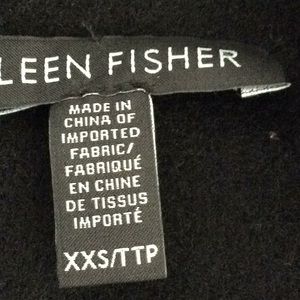 LEEN FISHER
MADE IN
CHINA OF
IMPORTED
FABRIC/
FABRIQUÉ
EN CHINE
DE TISSUS
IMPORTÉ
XXS/TTP